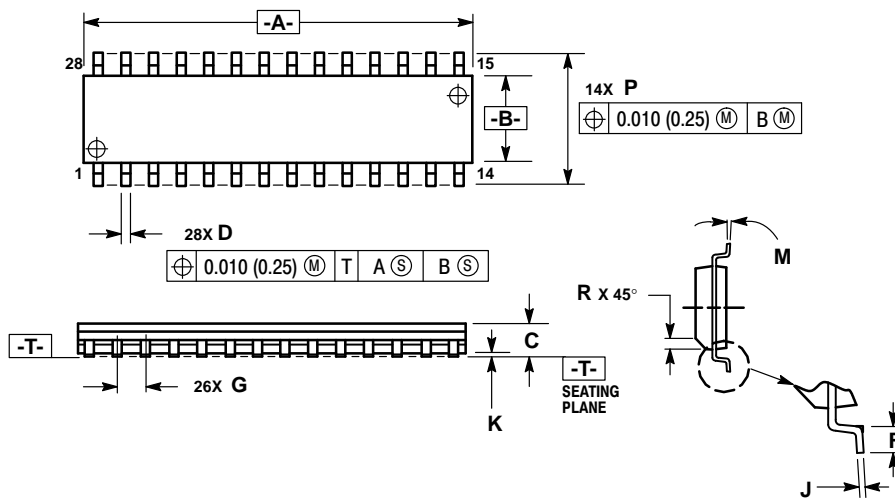 -A-
28
15
14X P
⌖ 0.010 (0.25) Ⓜ B Ⓜ
-B-
1
14
28X D
⌖ 0.010 (0.25) Ⓜ T A Ⓢ B Ⓢ
M
R X 45°
-T-
C
26X G
-T-
SEATING
PLANE
K
F
J